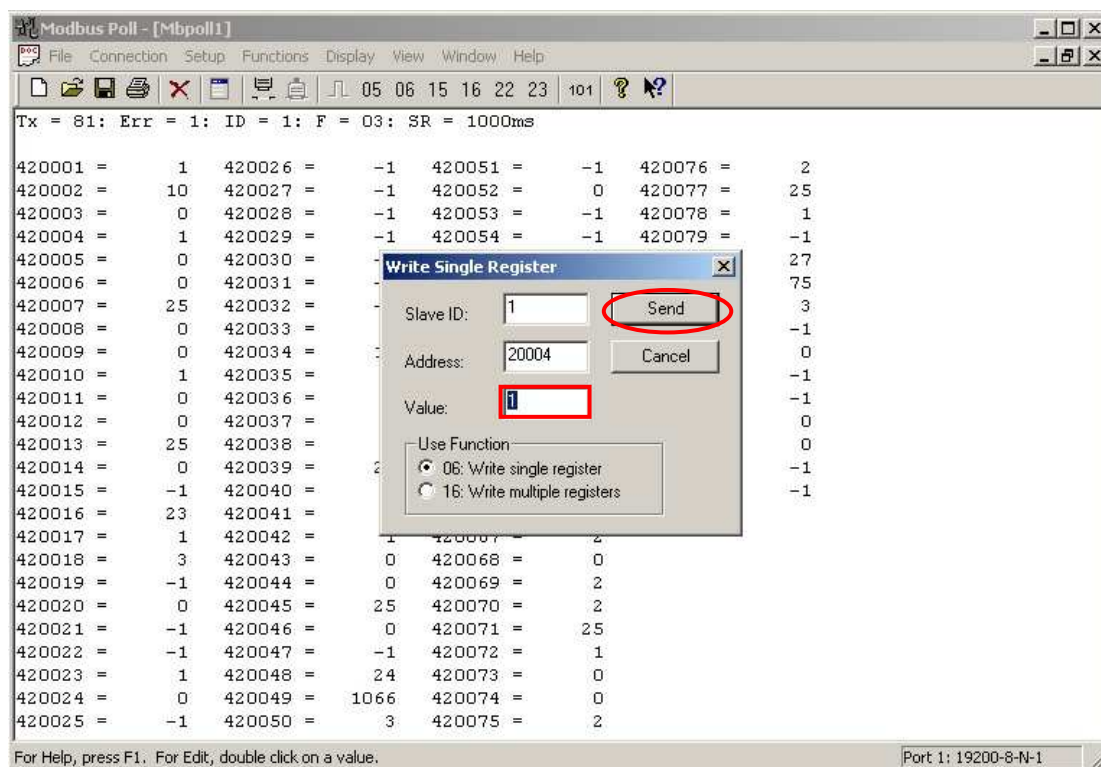 Modbus Poll - [Mbpoll1]
File Connection Setup Functions Display View Window Help
05 06 15 16 22 23 101
Tx = 81: Err = 1: ID = 1: F = 03: SR = 1000ms
420001 = 1 420026 = -1 420051 = -1 420076 = 2
420002 = 10 420027 = -1 420052 = 0 420077 = 25
420003 = 0 420028 = -1 420053 = -1 420078 = 1
420004 = 1 420029 = -1 420054 = -1 420079 = -1
420005 = 0 420030 = 27
420006 = 0 420031 = 75
420007 = 25 420032 = 3
420008 = 0 420033 = -1
420009 = 0 420034 = 0
420010 = 1 420035 = -1
420011 = 0 420036 = -1
420012 = 0 420037 = 0
420013 = 25 420038 = 0
420014 = 0 420039 = -1
420015 = -1 420040 = -1
420016 = 23 420041 =
420017 = 1 420042 = 1 420067 = 2
420018 = 3 420043 = 0 420068 = 0
420019 = -1 420044 = 0 420069 = 2
420020 = 0 420045 = 25 420070 = 2
420021 = -1 420046 = 0 420071 = 25
420022 = -1 420047 = -1 420072 = 1
420023 = 1 420048 = 24 420073 = 0
420024 = 0 420049 = 1066 420074 = 0
420025 = -1 420050 = 3 420075 = 2
Write Single Register
Slave ID: 1 Send
Address: 20004 Cancel
Value: 1
Use Function
06: Write single register
16: Write multiple registers
For Help, press F1. For Edit, double click on a value. Port 1: 19200-8-N-1